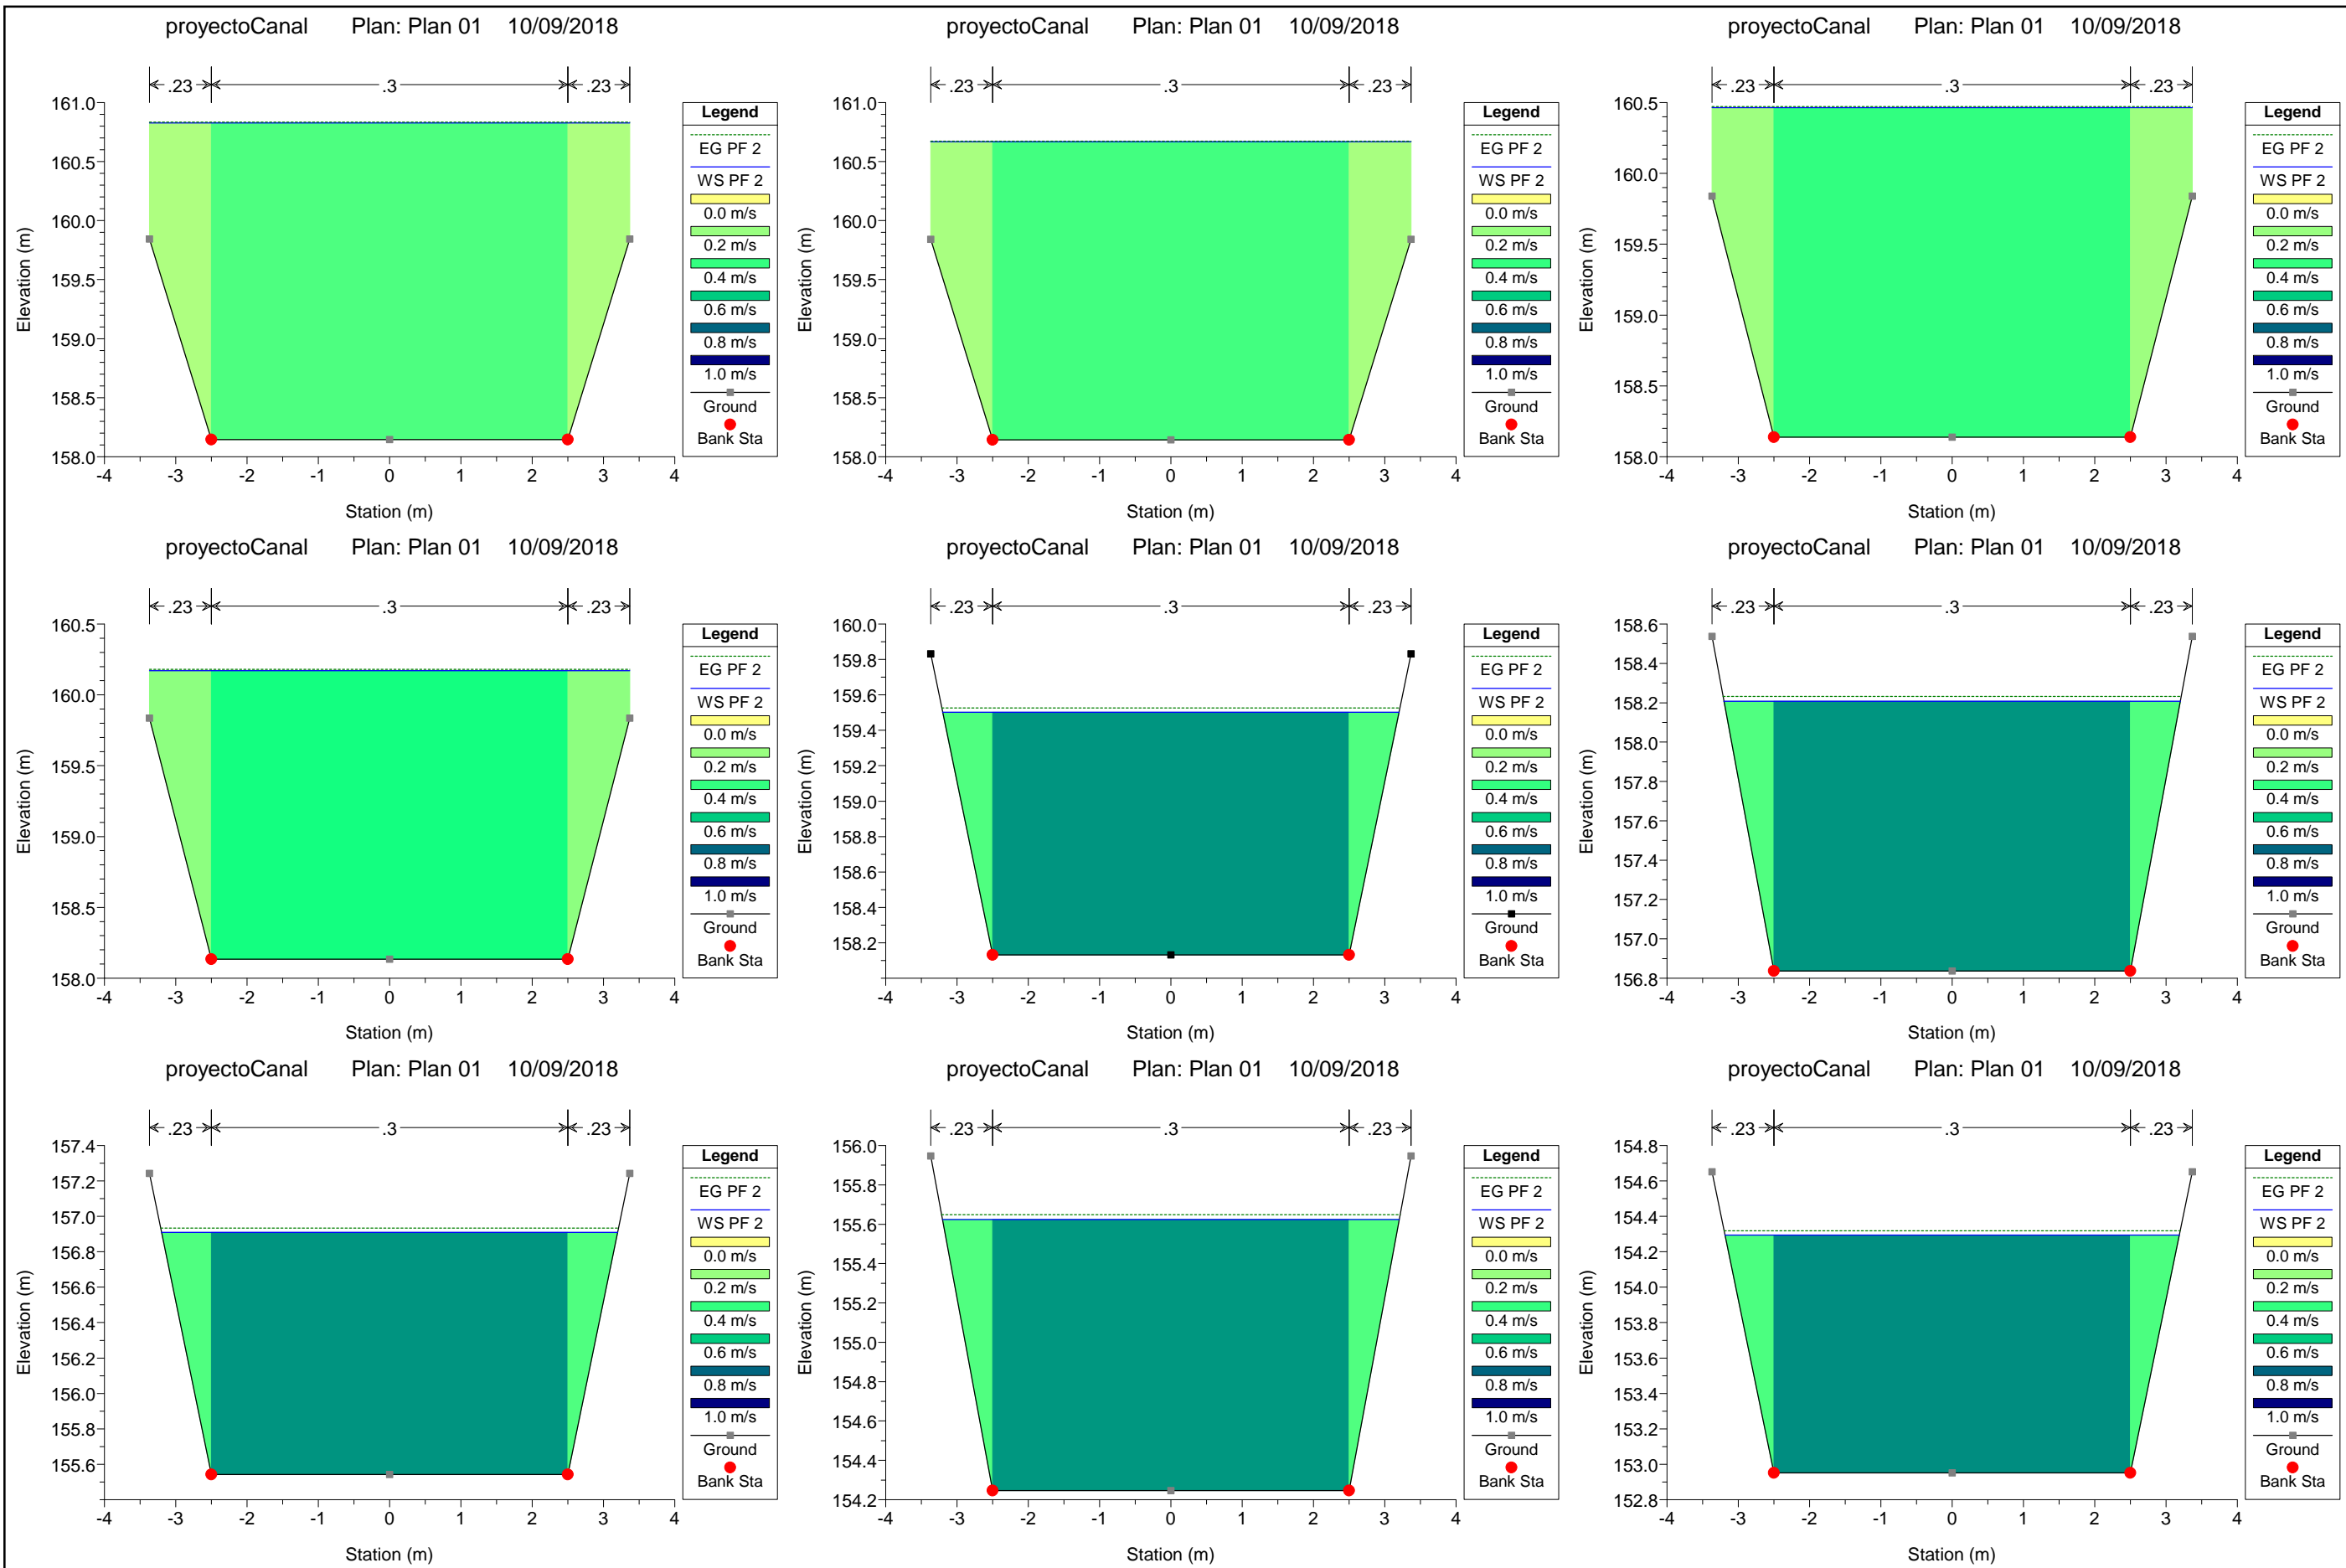 proyectoCanal Plan: Plan 01 10/09/2018
.23 .3 .23
161.0
160.5
160.0
159.5
159.0
158.5
158.0
Elevation (m)
-4 -3 -2 -1 0 1 2 3 4
Station (m)
Legend
EG PF 2
WS PF 2
0.0 m/s
0.2 m/s
0.4 m/s
0.6 m/s
0.8 m/s
1.0 m/s
Ground
Bank Sta
proyectoCanal Plan: Plan 01 10/09/2018
.23 .3 .23
161.0
160.5
160.0
159.5
159.0
158.5
158.0
Elevation (m)
-4 -3 -2 -1 0 1 2 3 4
Station (m)
Legend
EG PF 2
WS PF 2
0.0 m/s
0.2 m/s
0.4 m/s
0.6 m/s
0.8 m/s
1.0 m/s
Ground
Bank Sta
proyectoCanal Plan: Plan 01 10/09/2018
.23 .3 .23
160.5
160.0
159.5
159.0
158.5
158.0
Elevation (m)
-4 -3 -2 -1 0 1 2 3 4
Station (m)
Legend
EG PF 2
WS PF 2
0.0 m/s
0.2 m/s
0.4 m/s
0.6 m/s
0.8 m/s
1.0 m/s
Ground
Bank Sta
proyectoCanal Plan: Plan 01 10/09/2018
.23 .3 .23
160.5
160.0
159.5
159.0
158.5
158.0
Elevation (m)
-4 -3 -2 -1 0 1 2 3 4
Station (m)
Legend
EG PF 2
WS PF 2
0.0 m/s
0.2 m/s
0.4 m/s
0.6 m/s
0.8 m/s
1.0 m/s
Ground
Bank Sta
proyectoCanal Plan: Plan 01 10/09/2018
.23 .3 .23
160.0
159.8
159.6
159.4
159.2
159.0
158.8
158.6
158.4
158.2
Elevation (m)
-4 -3 -2 -1 0 1 2 3 4
Station (m)
Legend
EG PF 2
WS PF 2
0.0 m/s
0.2 m/s
0.4 m/s
0.6 m/s
0.8 m/s
1.0 m/s
Ground
Bank Sta
proyectoCanal Plan: Plan 01 10/09/2018
.23 .3 .23
158.6
158.4
158.2
158.0
157.8
157.6
157.4
157.2
157.0
156.8
Elevation (m)
-4 -3 -2 -1 0 1 2 3 4
Station (m)
Legend
EG PF 2
WS PF 2
0.0 m/s
0.2 m/s
0.4 m/s
0.6 m/s
0.8 m/s
1.0 m/s
Ground
Bank Sta
proyectoCanal Plan: Plan 01 10/09/2018
.23 .3 .23
157.4
157.2
157.0
156.8
156.6
156.4
156.2
156.0
155.8
155.6
Elevation (m)
-4 -3 -2 -1 0 1 2 3 4
Station (m)
Legend
EG PF 2
WS PF 2
0.0 m/s
0.2 m/s
0.4 m/s
0.6 m/s
0.8 m/s
1.0 m/s
Ground
Bank Sta
proyectoCanal Plan: Plan 01 10/09/2018
.23 .3 .23
156.0
155.8
155.6
155.4
155.2
155.0
154.8
154.6
154.4
154.2
Elevation (m)
-4 -3 -2 -1 0 1 2 3 4
Station (m)
Legend
EG PF 2
WS PF 2
0.0 m/s
0.2 m/s
0.4 m/s
0.6 m/s
0.8 m/s
1.0 m/s
Ground
Bank Sta
proyectoCanal Plan: Plan 01 10/09/2018
.23 .3 .23
154.8
154.6
154.4
154.2
154.0
153.8
153.6
153.4
153.2
153.0
152.8
Elevation (m)
-4 -3 -2 -1 0 1 2 3 4
Station (m)
Legend
EG PF 2
WS PF 2
0.0 m/s
0.2 m/s
0.4 m/s
0.6 m/s
0.8 m/s
1.0 m/s
Ground
Bank Sta